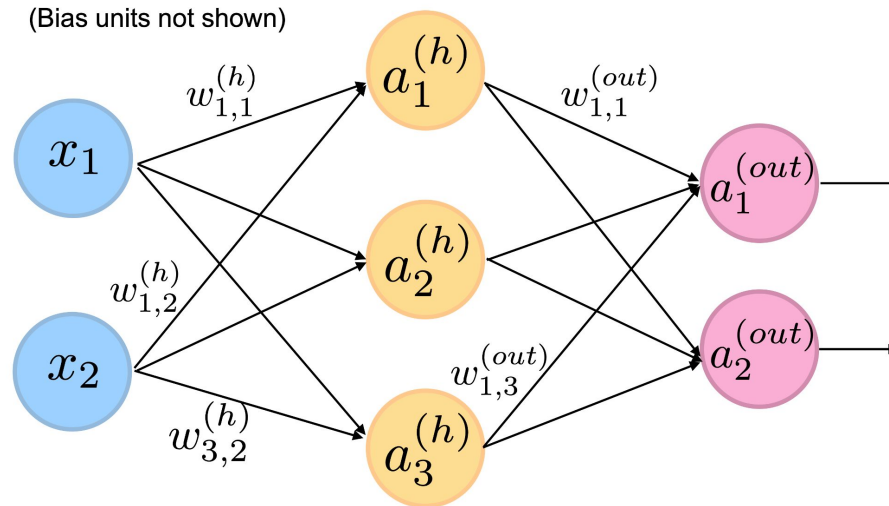 (Bias units not shown)
w_{1,1}^{(h)}
a_1^{(h)}
w_{1,1}^{(out)}
x_1
a_1^{(out)}
w_{1,2}^{(h)}
a_2^{(h)}
x_2
w_{1,3}^{(out)}
a_2^{(out)}
w_{3,2}^{(h)}
a_3^{(h)}